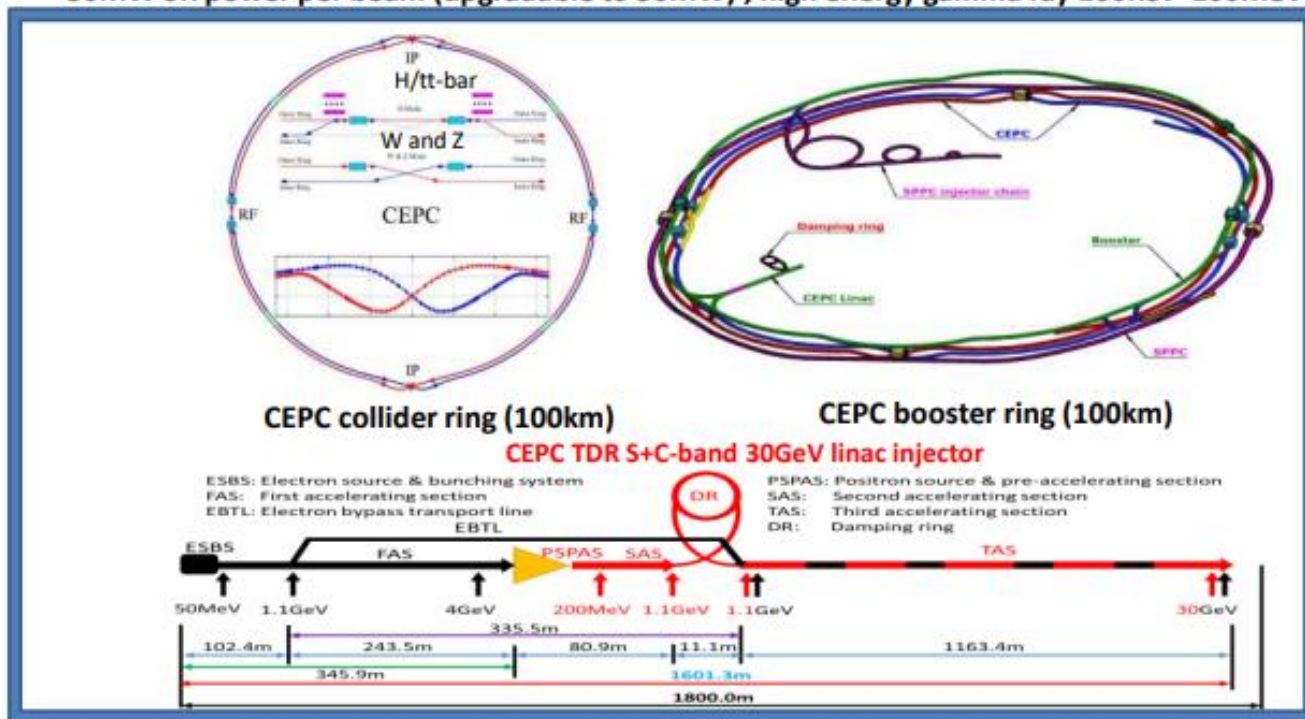 IP
H/tt-bar
W and Z
RF
CEPC
RF
IP
CEPC
SPPC injector chain
Damping ring
Booster
CEPC Linac
SPPC
CEPC collider ring (100km)
CEPC booster ring (100km)
CEPC TDR S+C-band 30GeV linac injector
ESBS: Electron source & bunching system
FAS: First accelerating section
EBTL: Electron bypass transport line
PSPAS: Positron source & pre-accelerating section
SAS: Second accelerating section
TAS: Third accelerating section
DR: Damping ring
DR
EBTL
ESBS
FAS
PSPAS
SAS
TAS
50MeV
1.1GeV
4GeV
200MeV
1.1GeV
1.1GeV
30GeV
335.5m
102.4m
243.5m
80.9m
11.1m
1163.4m
345.9m
1601.3m
1800.0m